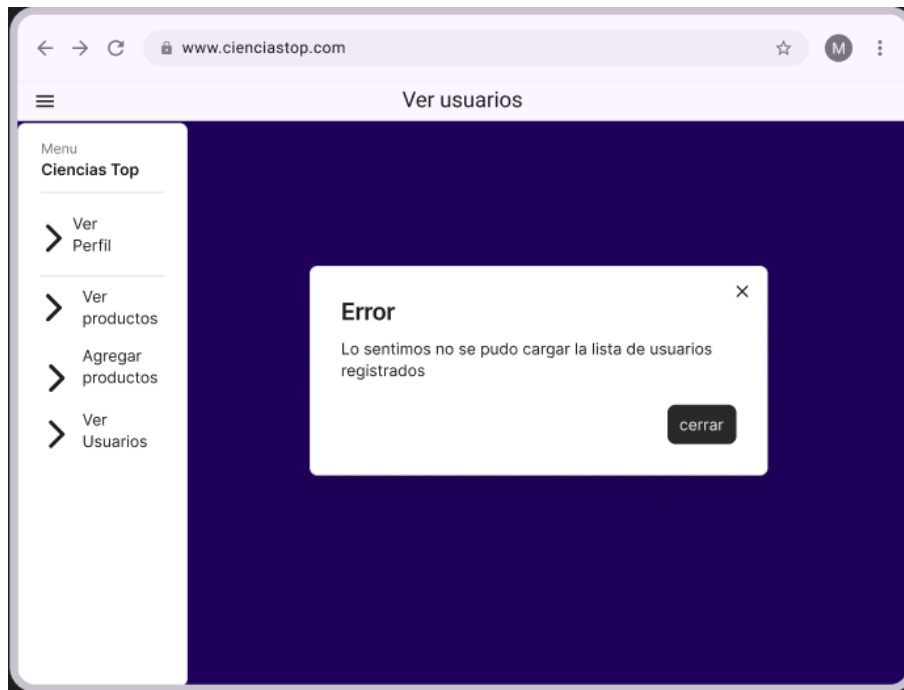 www.cienciastop.com
M
Ver usuarios
Menu
Ciencias Top
Ver
Perfil
Ver
productos
Agregar
productos
Ver
Usuarios
Error
Lo sentimos no se pudo cargar la lista de usuarios
registrados
cerrar